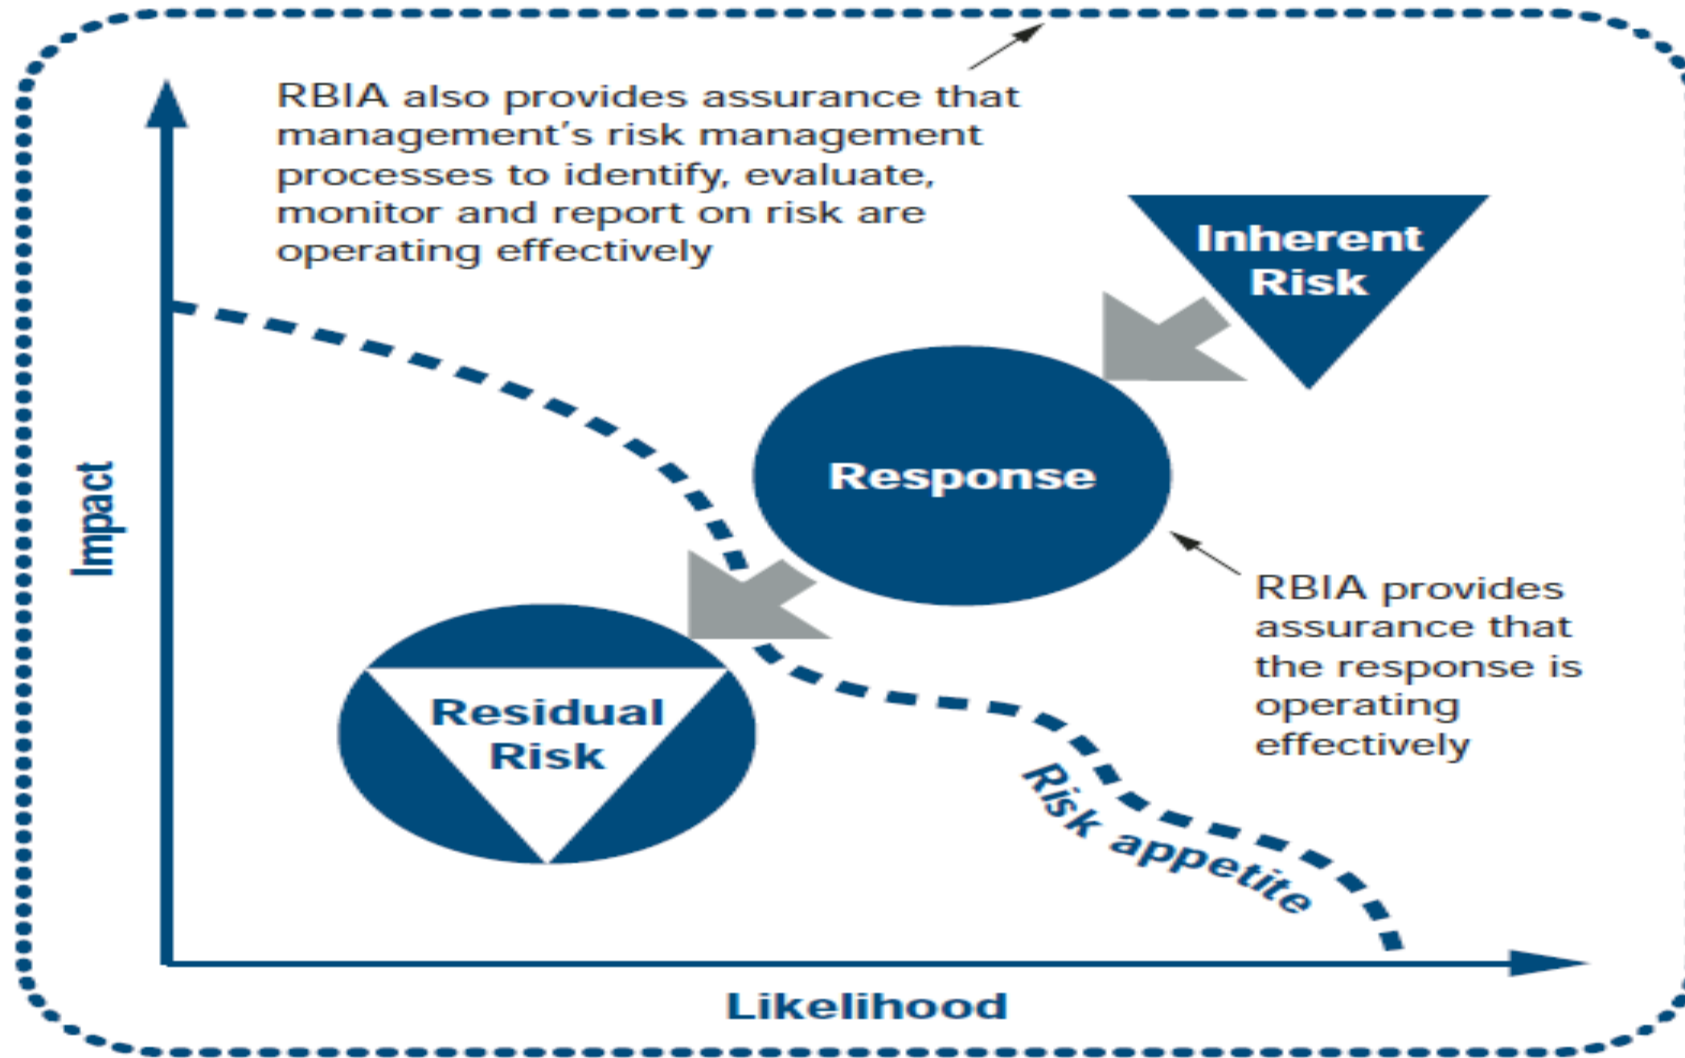 RBIA also provides assurance that
management's risk management
processes to identify, evaluate,
monitor and report on risk are
operating effectively
Inherent
Risk
Response
Impact
RBIA provides
assurance that
the response is
operating
effectively
Residual
Risk
Risk appetite
Likelihood